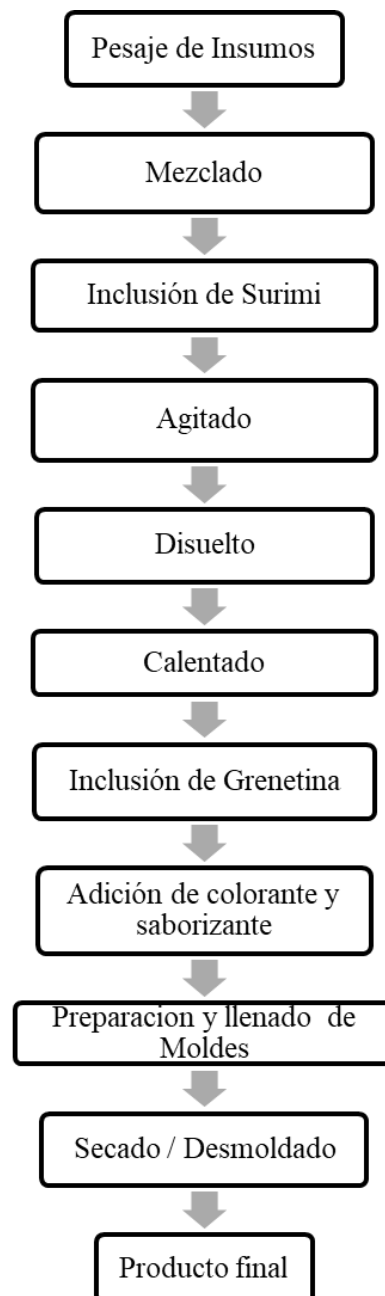 Pesaje de Insumos
Mezclado
Inclusión de Surimi
Agitado
Disuelto
Calentado
Inclusión de Grenetina
Adición de colorante y
saborizante
Preparacion y llenado de
Moldes
Secado / Desmoldado
Producto final